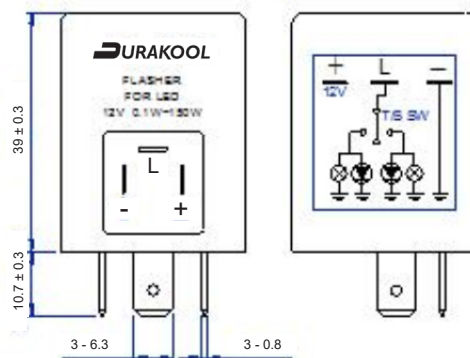 DURAKOOL
FLASHER
FOR LED
12V 0.1W~150W
L
- +
39 ± 0.3
10.7 ± 0.3
3 - 6.3
3 - 0.8
+ L -
12V
T/S SW